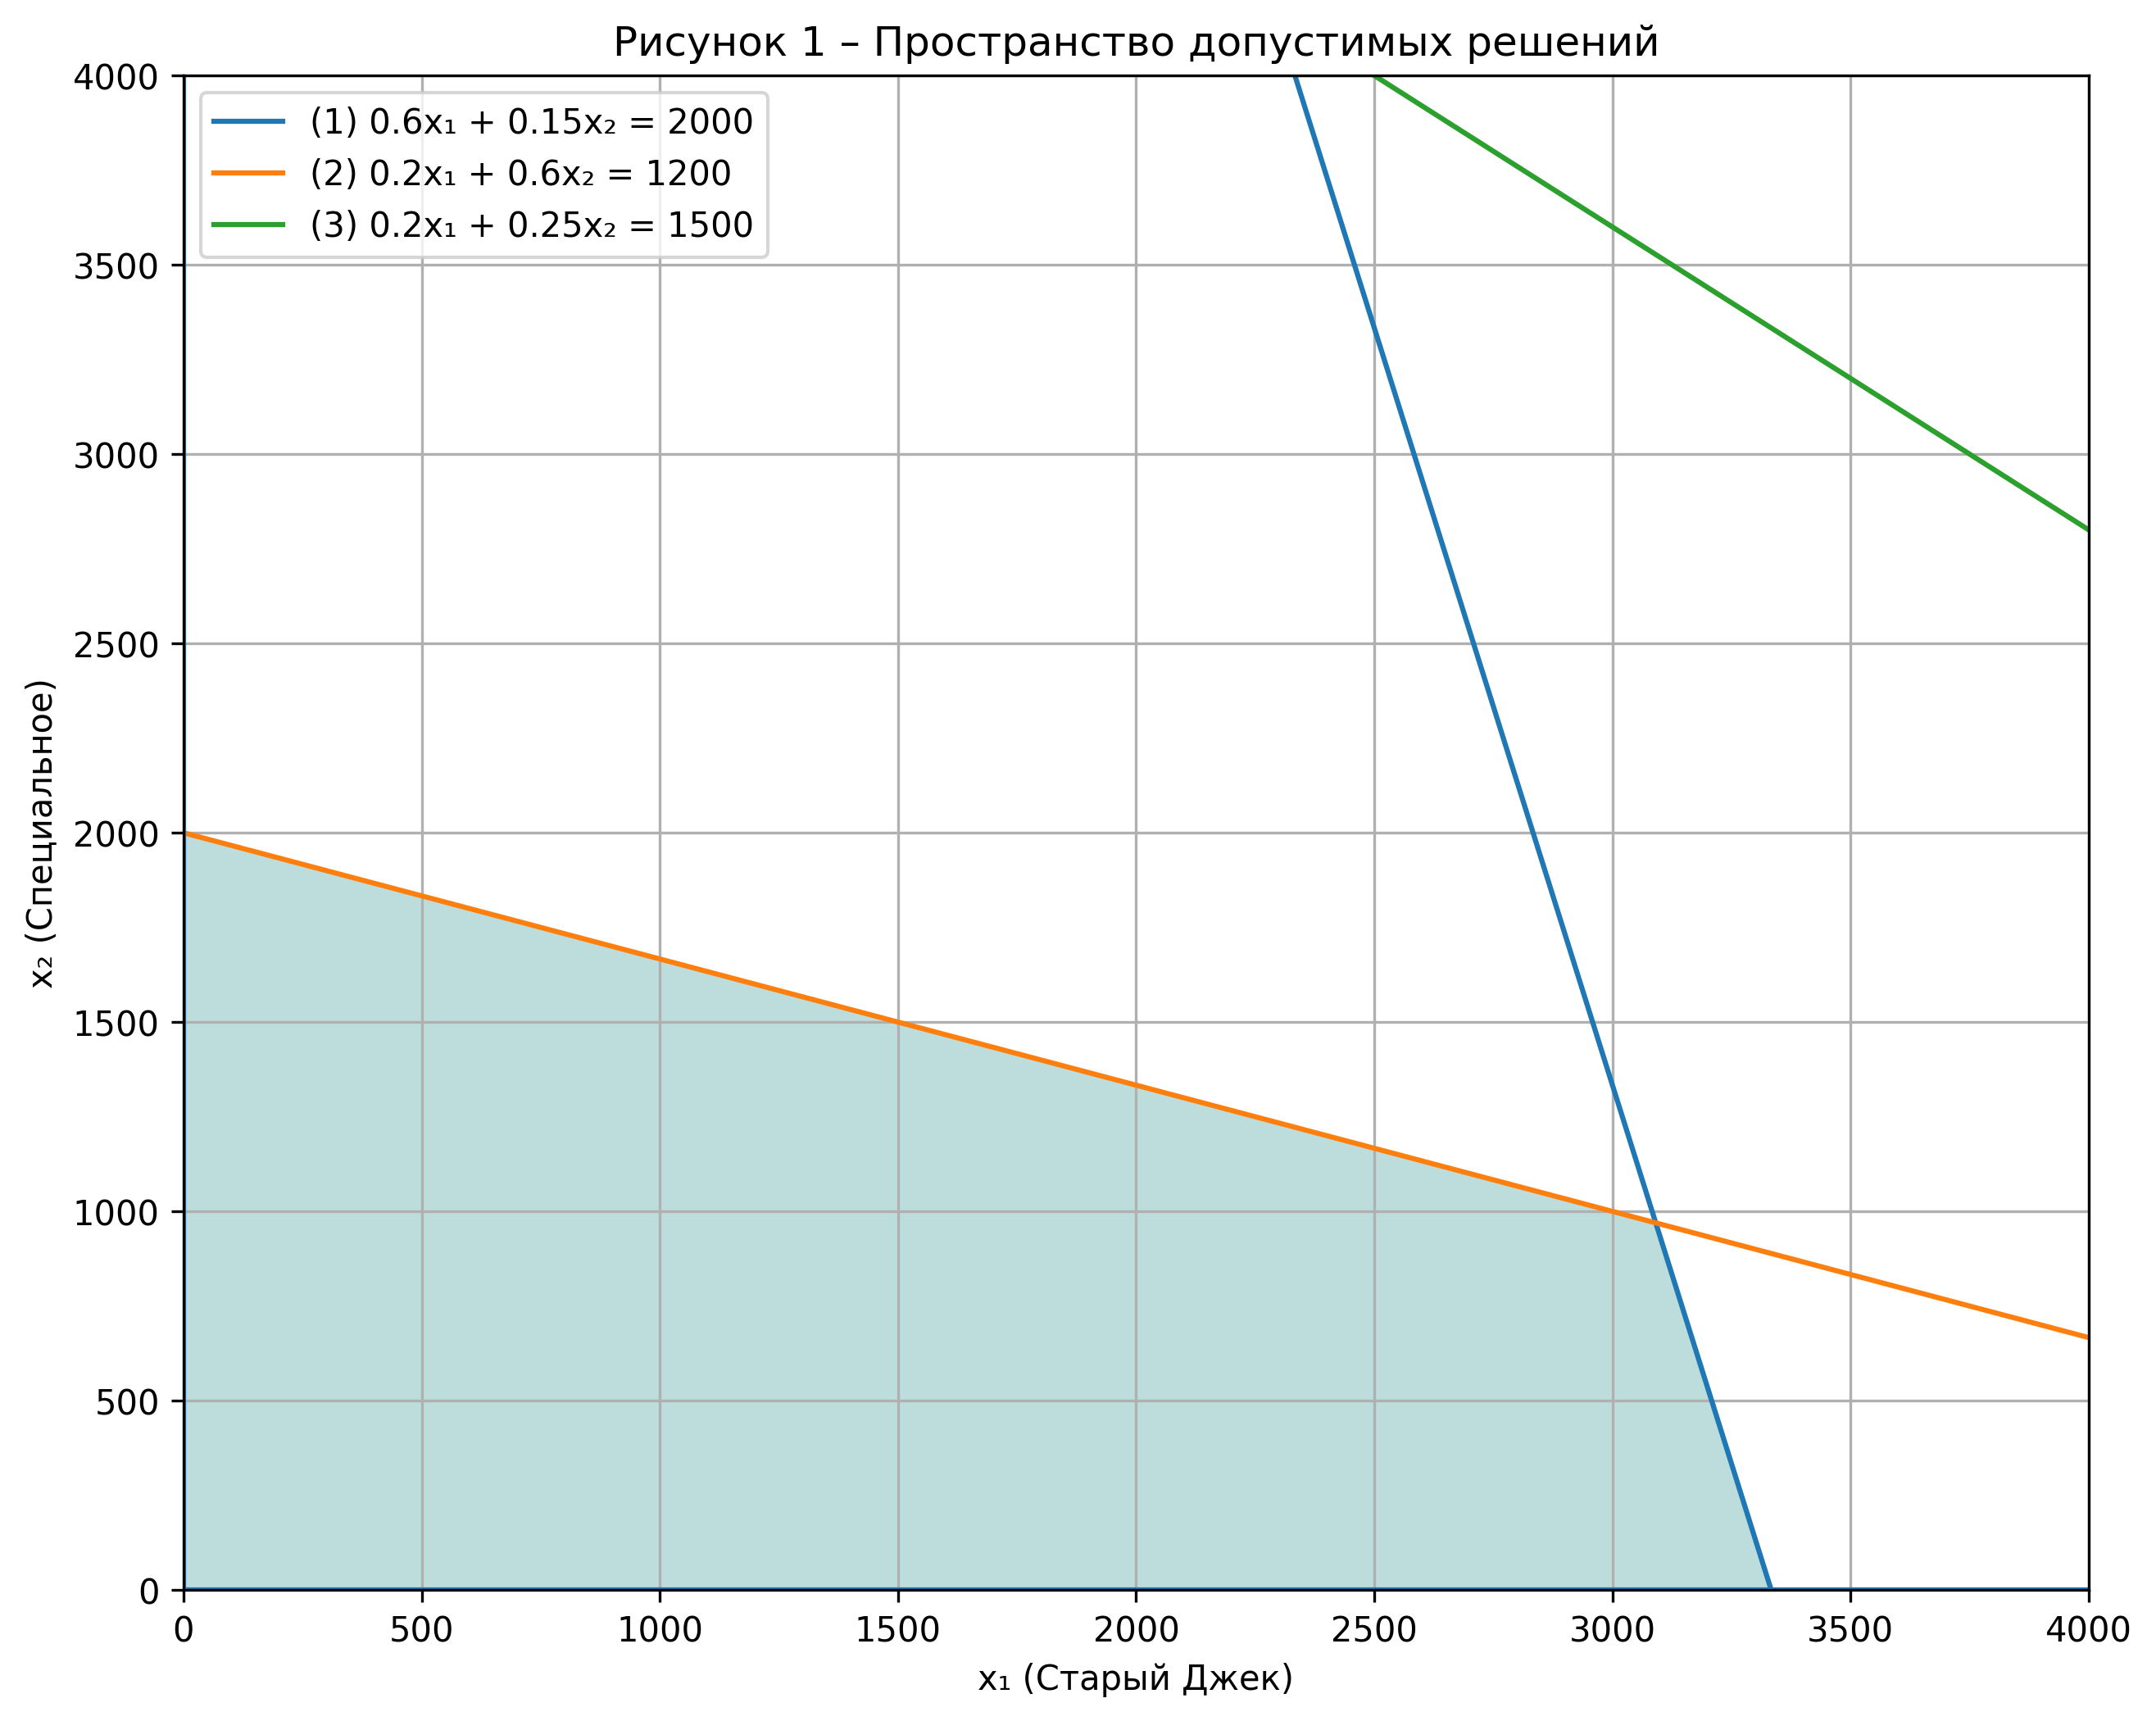 Рисунок 1 – Пространство допустимых решений
(1) 0.6x₁ + 0.15x₂ = 2000
(2) 0.2x₁ + 0.6x₂ = 1200
(3) 0.2x₁ + 0.25x₂ = 1500
4000
3500
3000
2500
2000
1500
1000
500
0
x₂ (Специальное)
0 500 1000 1500 2000 2500 3000 3500 4000
x₁ (Старый Джек)